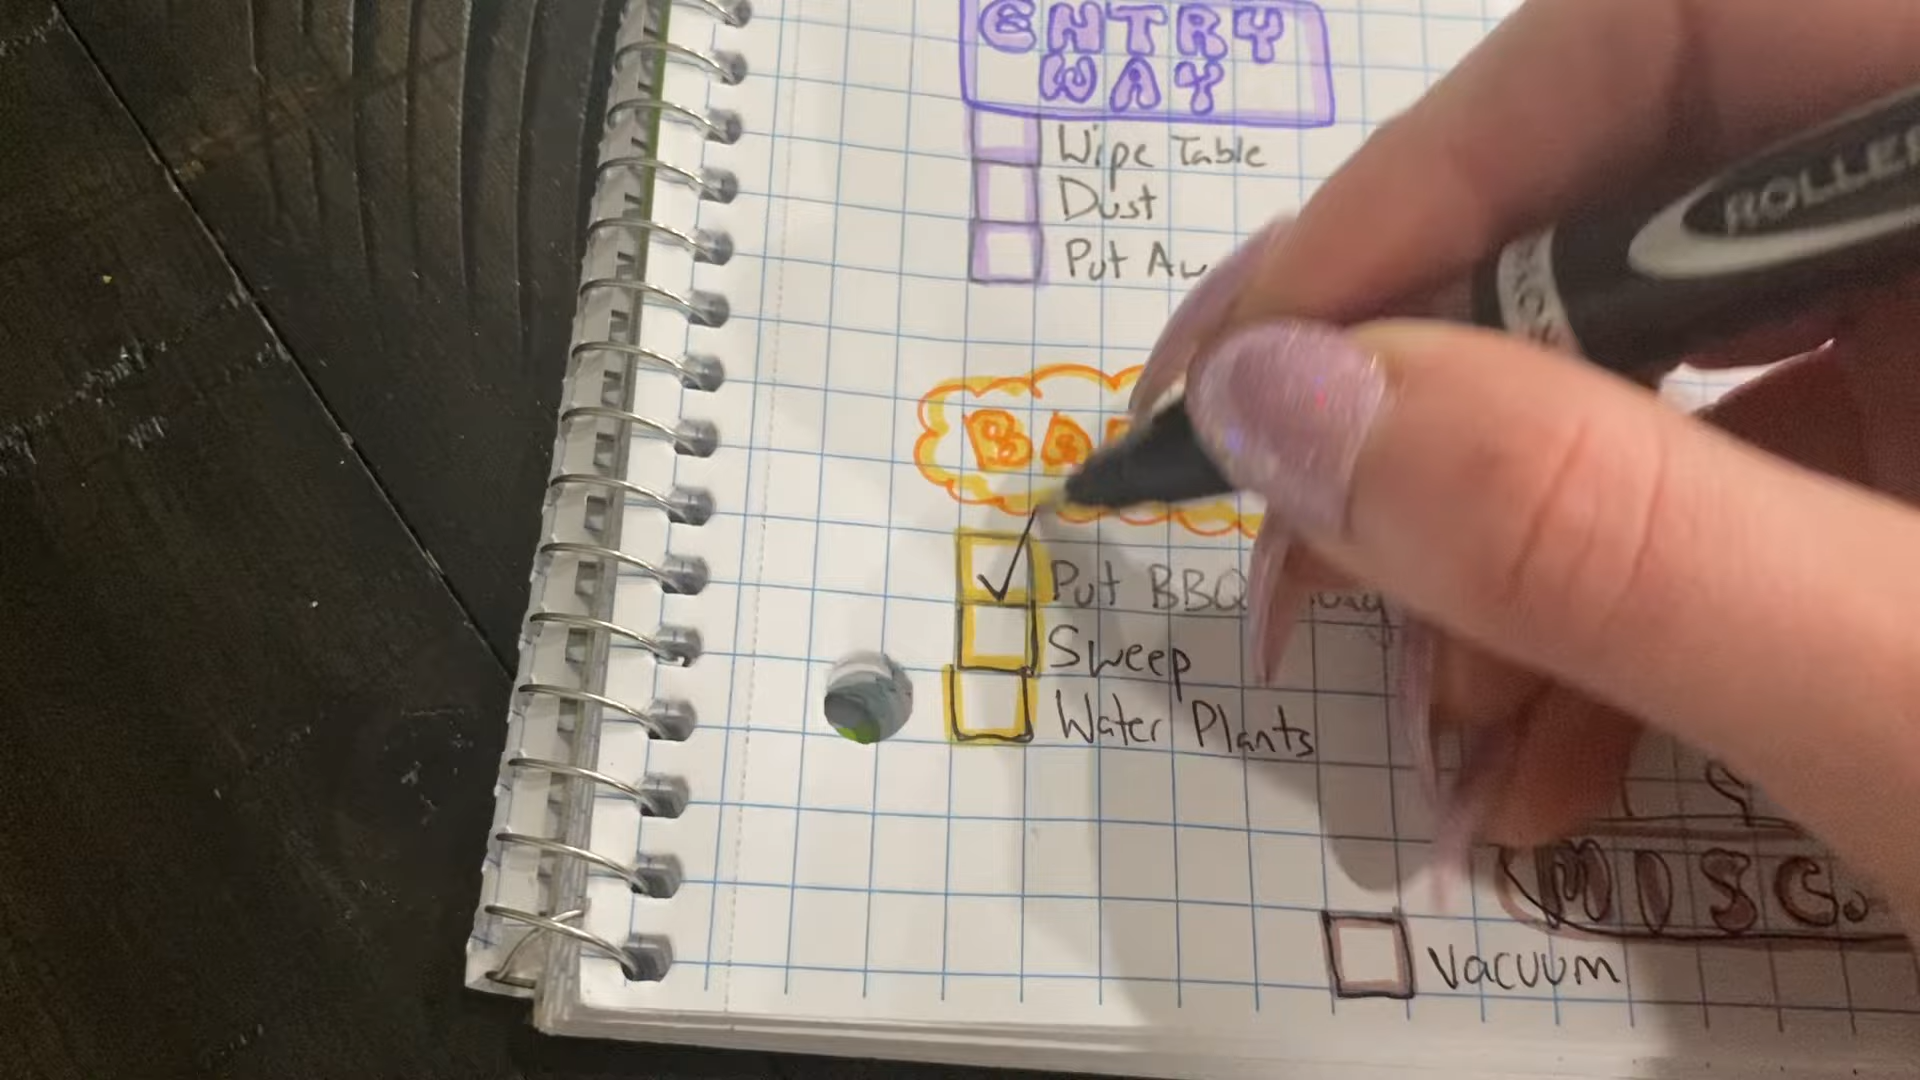 ENTRY
WAY
Wipe Table
Dust
Put
ROLLER
Put BBQ
Sweep
Water Plants
MISC.
Vacuum